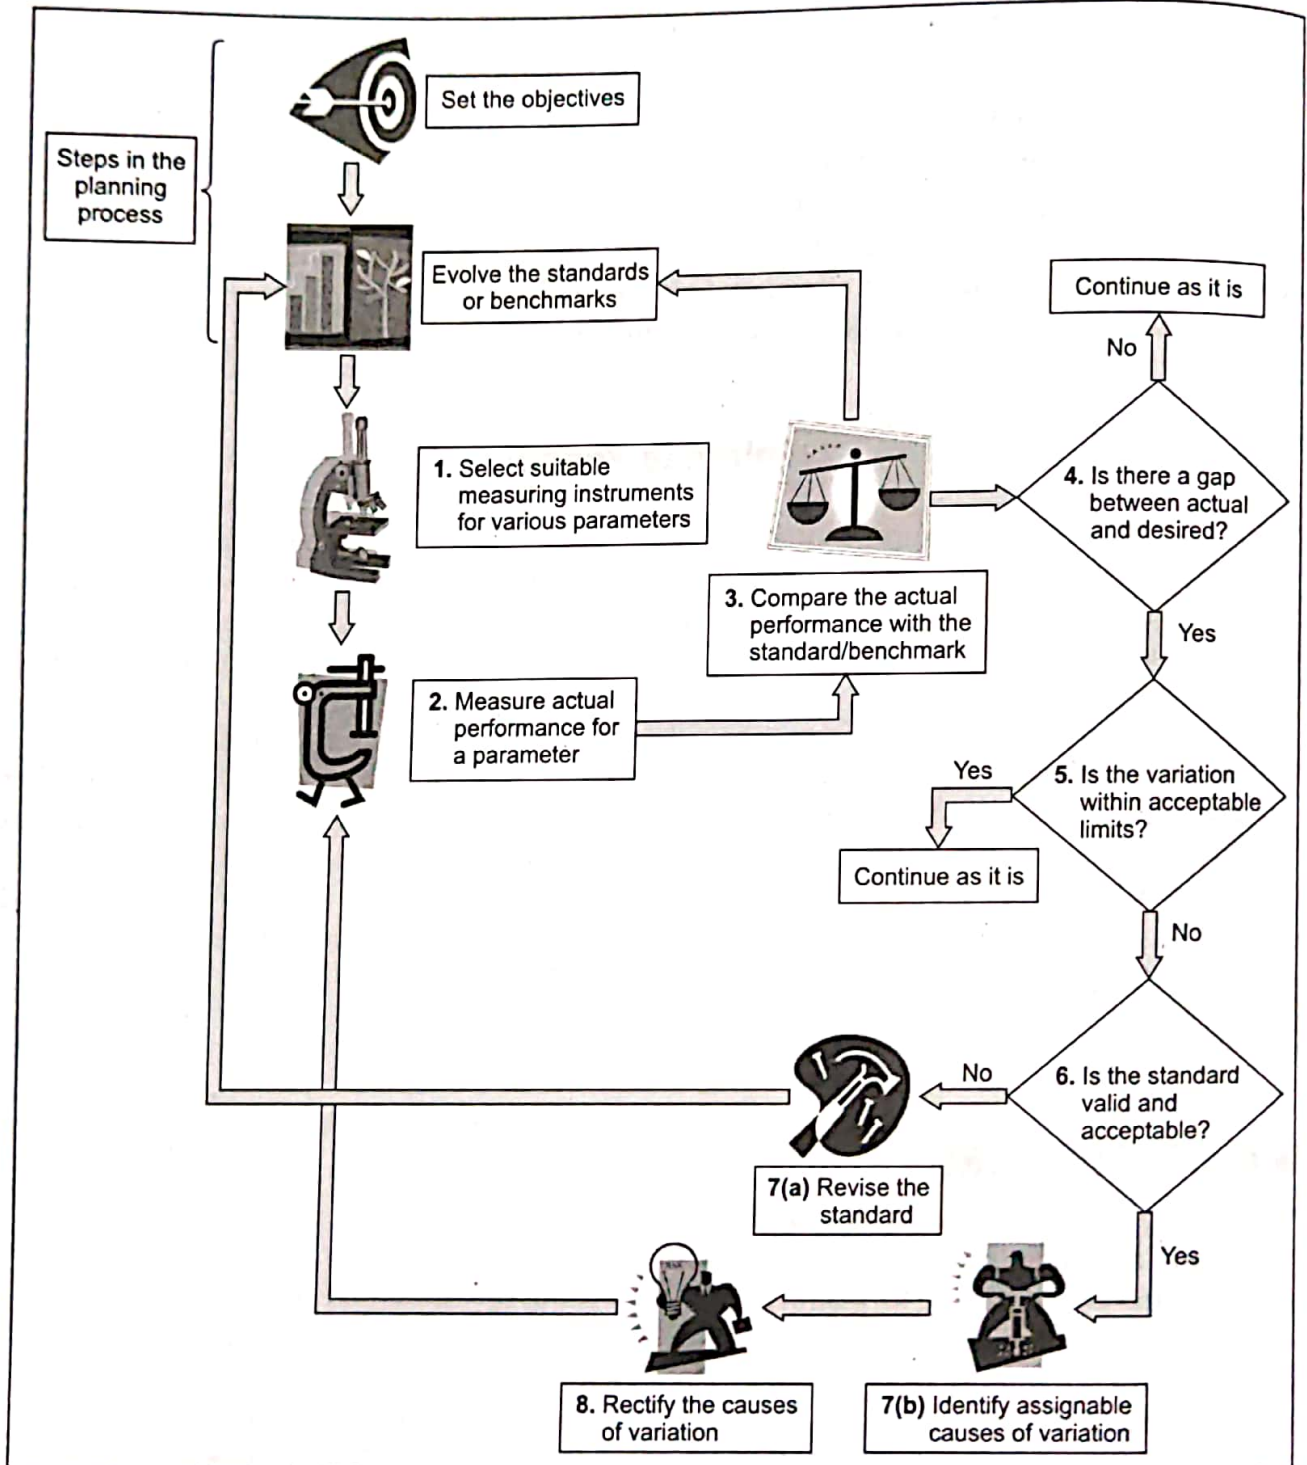 Set the objectives
Steps in the
planning
process
Evolve the standards
or benchmarks
Continue as it is
No
1. Select suitable
measuring instruments
for various parameters
4. Is there a gap
between actual
and desired?
3. Compare the actual
performance with the
standard/benchmark
Yes
2. Measure actual
performance for
a parameter
Yes
5. Is the variation
within acceptable
limits?
Continue as it is
No
No
6. Is the standard
valid and
acceptable?
7(a) Revise the
standard
Yes
8. Rectify the causes
of variation
7(b) Identify assignable
causes of variation